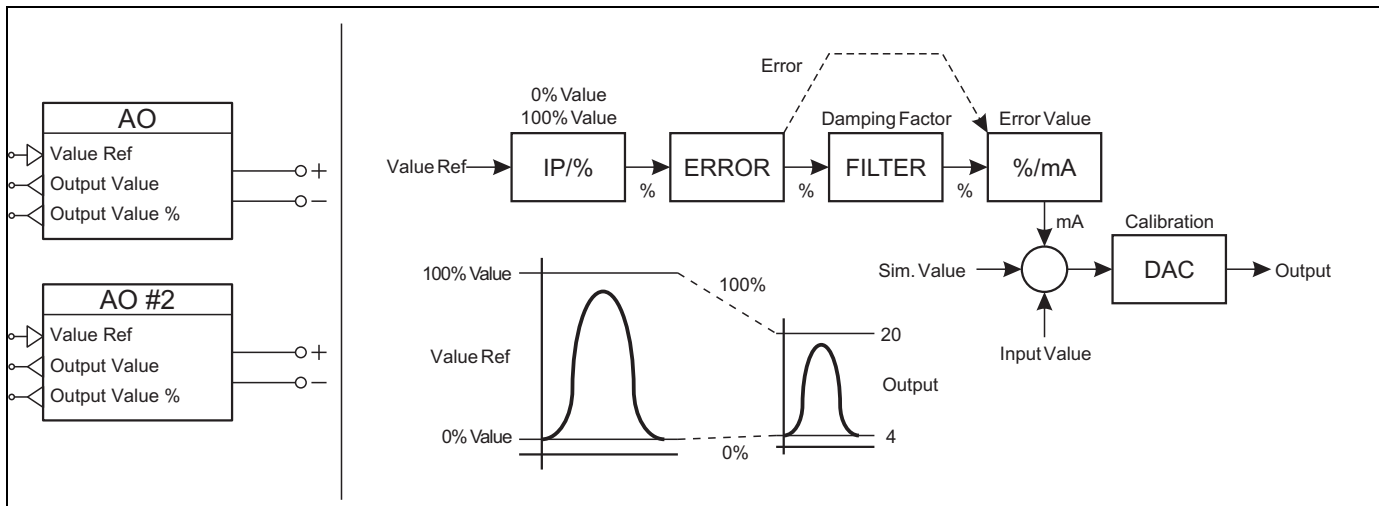 AO
Value Ref
Output Value
Output Value %
+
−
AO #2
Value Ref
Output Value
Output Value %
+
−
Error
0% Value
100% Value
Damping Factor
Error Value
Value Ref
IP/%
%
ERROR
%
FILTER
%
%/mA
mA
Calibration
Sim. Value
DAC
Output
Input Value
100% Value
100%
20
Value Ref
Output
0% Value
0%
4